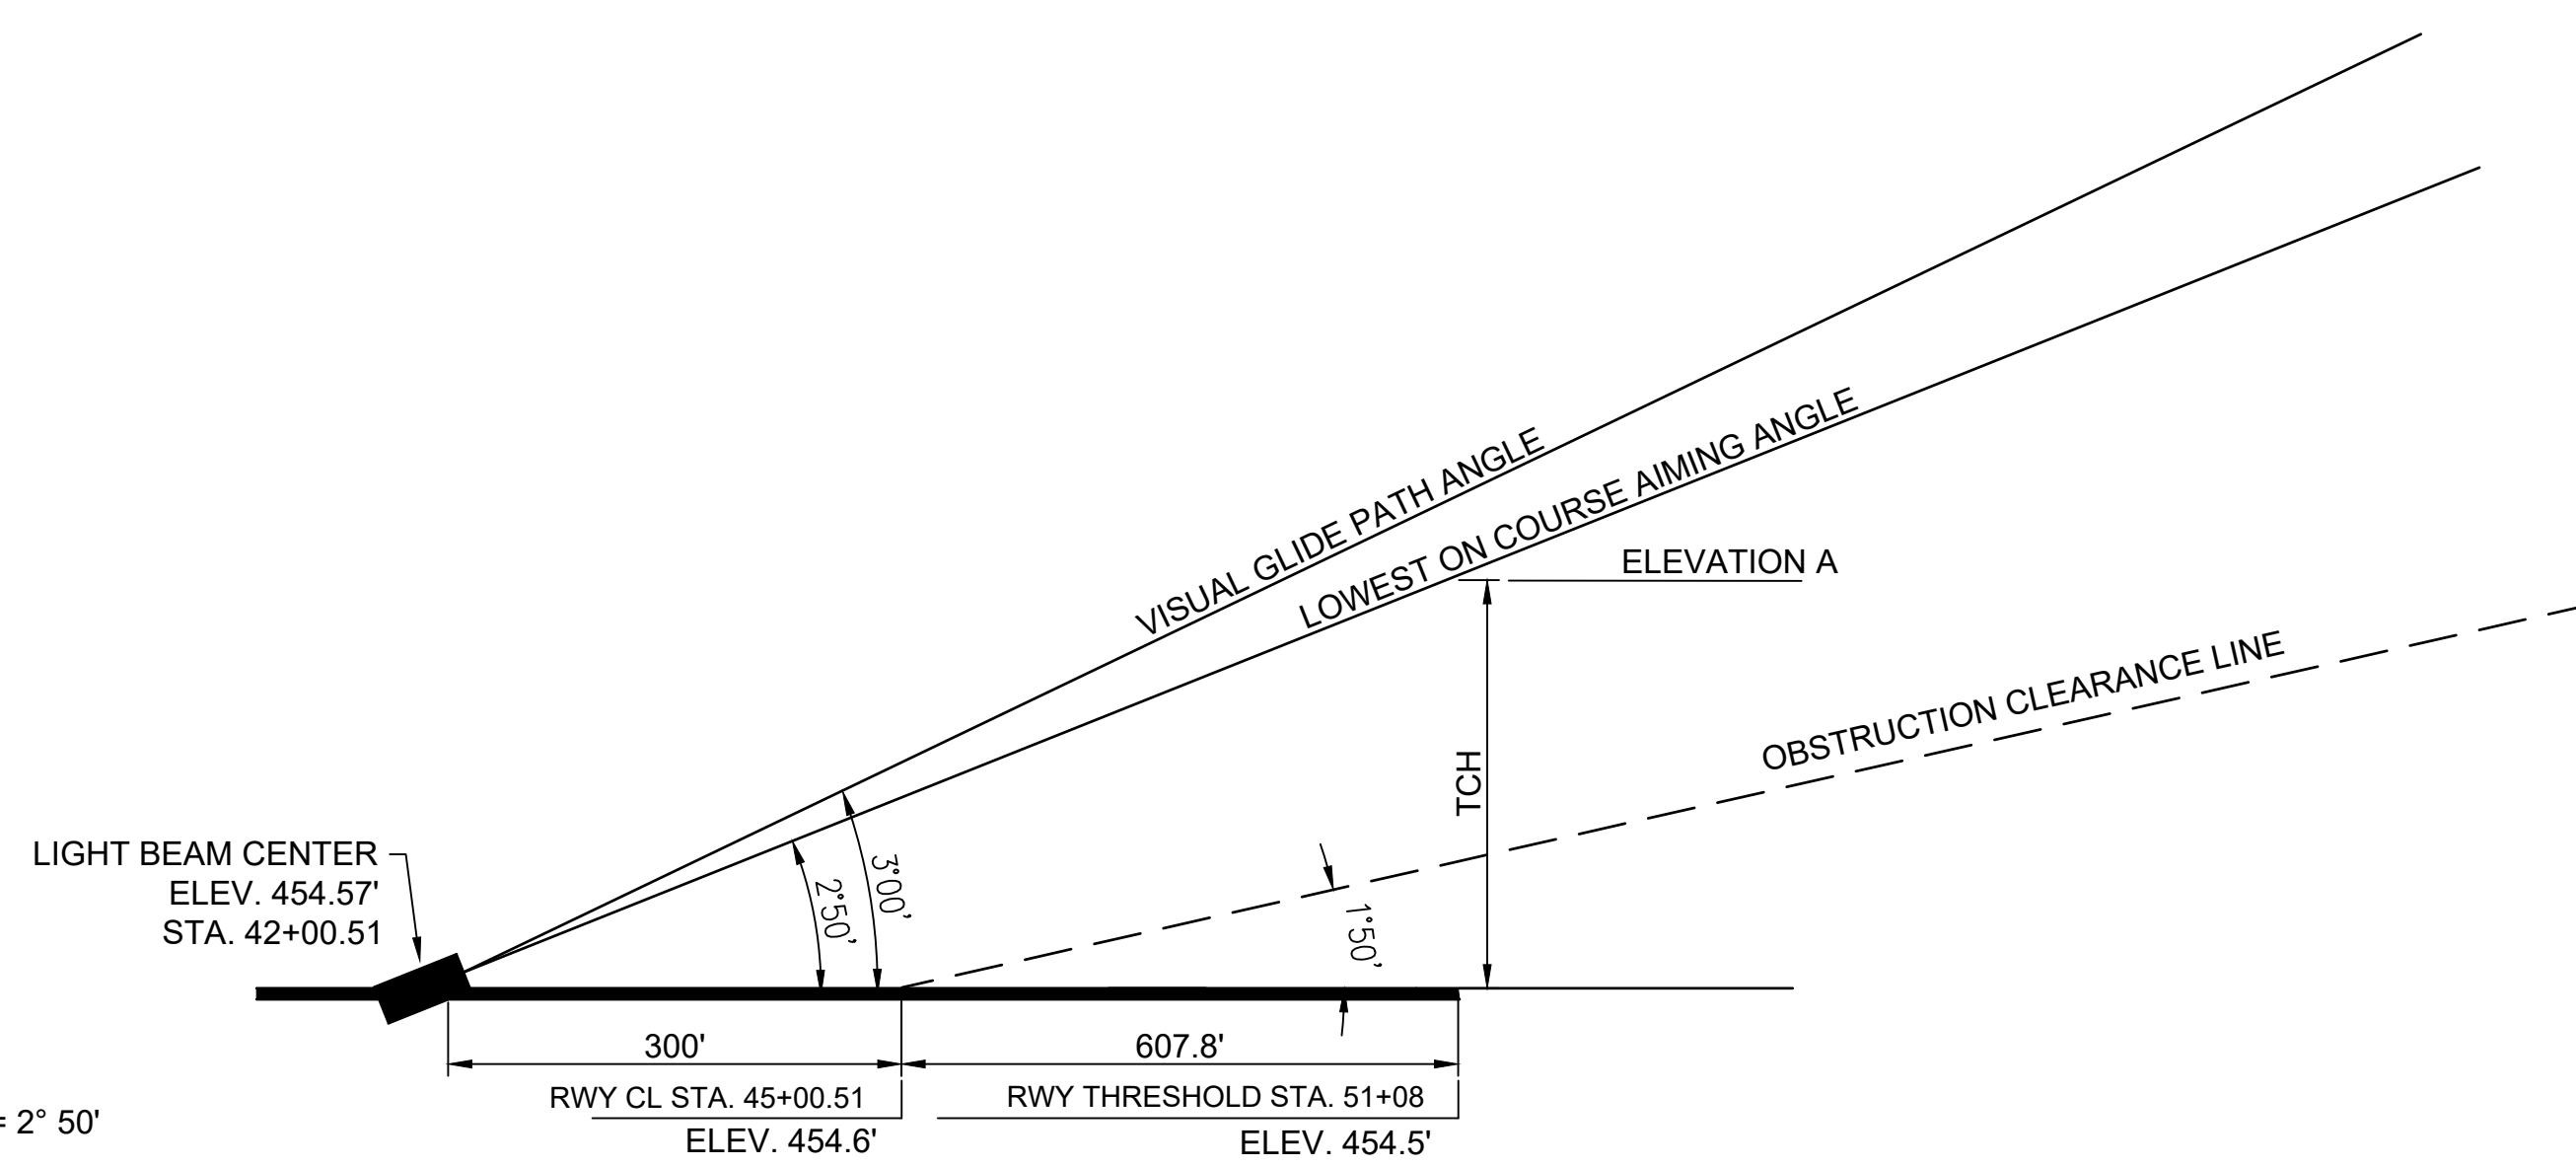 VISUAL GLIDE PATH ANGLE
LOWEST ON COURSE AIMING ANGLE
ELEVATION A
OBSTRUCTION CLEARANCE LINE
TCH
LIGHT BEAM CENTER
ELEV. 454.57'
STA. 42+00.51
2°50'
3°00'
1°50'
300'
607.8'
RWY CL STA. 45+00.51
ELEV. 454.6'
RWY THRESHOLD STA. 51+08
ELEV. 454.5'
= 2° 50'